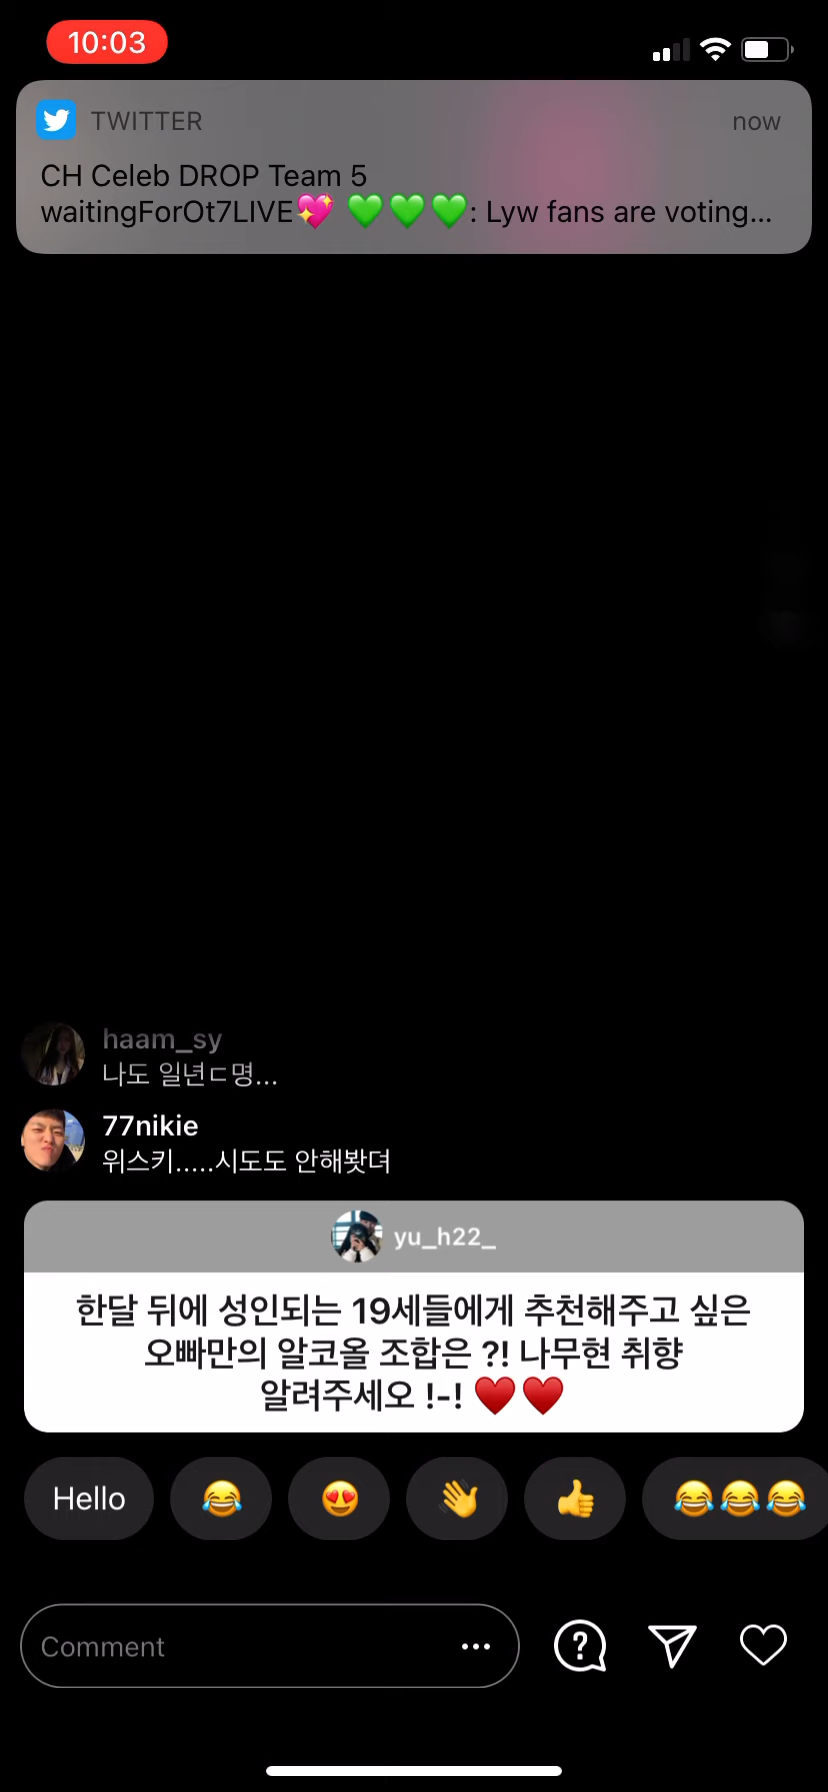 10:03
TWITTER
now
CH Celeb DROP Team 5
waitingForOt7LIVE💖 💚💚💚: Lyw fans are voting...
haam_sy
나도 일년ㄷ명...
77nikie
위스키.....시도도 안해봣뎌
yu_h22_
한달 뒤에 성인되는 19세들에게 추천해주고 싶은
오빠만의 알코올 조합은 ?! 나무현 취향
알려주세오 !-! ♥️♥️
Hello 😂 😍 👋 👍 😂😂😂
Comment